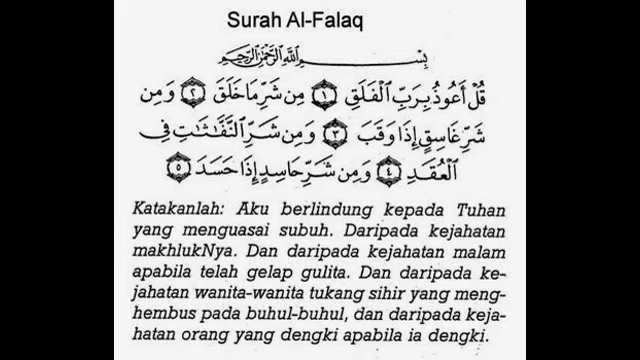 Surah Al-Falaq
بِسْمِ اللَّهِ الرَّحْمَٰنِ الرَّحِيمِ
قُلْ أَعُوذُ بِرَبِّ الْفَلَقِ ۝١ مِن شَرِّ مَا خَلَقَ ۝٢ وَمِن
شَرِّ غَاسِقٍ إِذَا وَقَبَ ۝٣ وَمِن شَرِّ النَّفَّاثَاتِ فِي
الْعُقَدِ ۝٤ وَمِن شَرِّ حَاسِدٍ إِذَا حَسَدَ ۝٥
Katakanlah: Aku berlindung kepada Tuhan
yang menguasai subuh. Daripada kejahatan
makhlukNya. Dan daripada kejahatan malam
apabila telah gelap gulita. Dan daripada ke-
jahatan wanita-wanita tukang sihir yang meng-
hembus pada buhul-buhul, dan daripada keja-
hatan orang yang dengki apabila ia dengki.